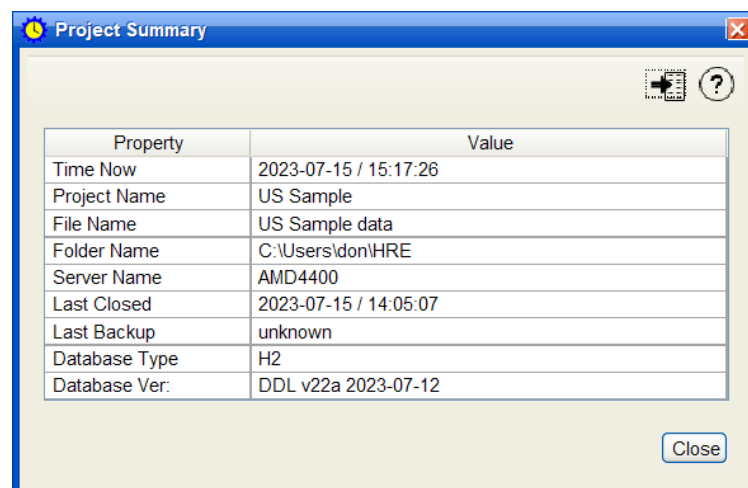 Project Summary
?
Property Value
Time Now 2023-07-15 / 15:17:26
Project Name US Sample
File Name US Sample data
Folder Name C:\Users\don\HRE
Server Name AMD4400
Last Closed 2023-07-15 / 14:05:07
Last Backup unknown
Database Type H2
Database Ver: DDL v22a 2023-07-12
Close